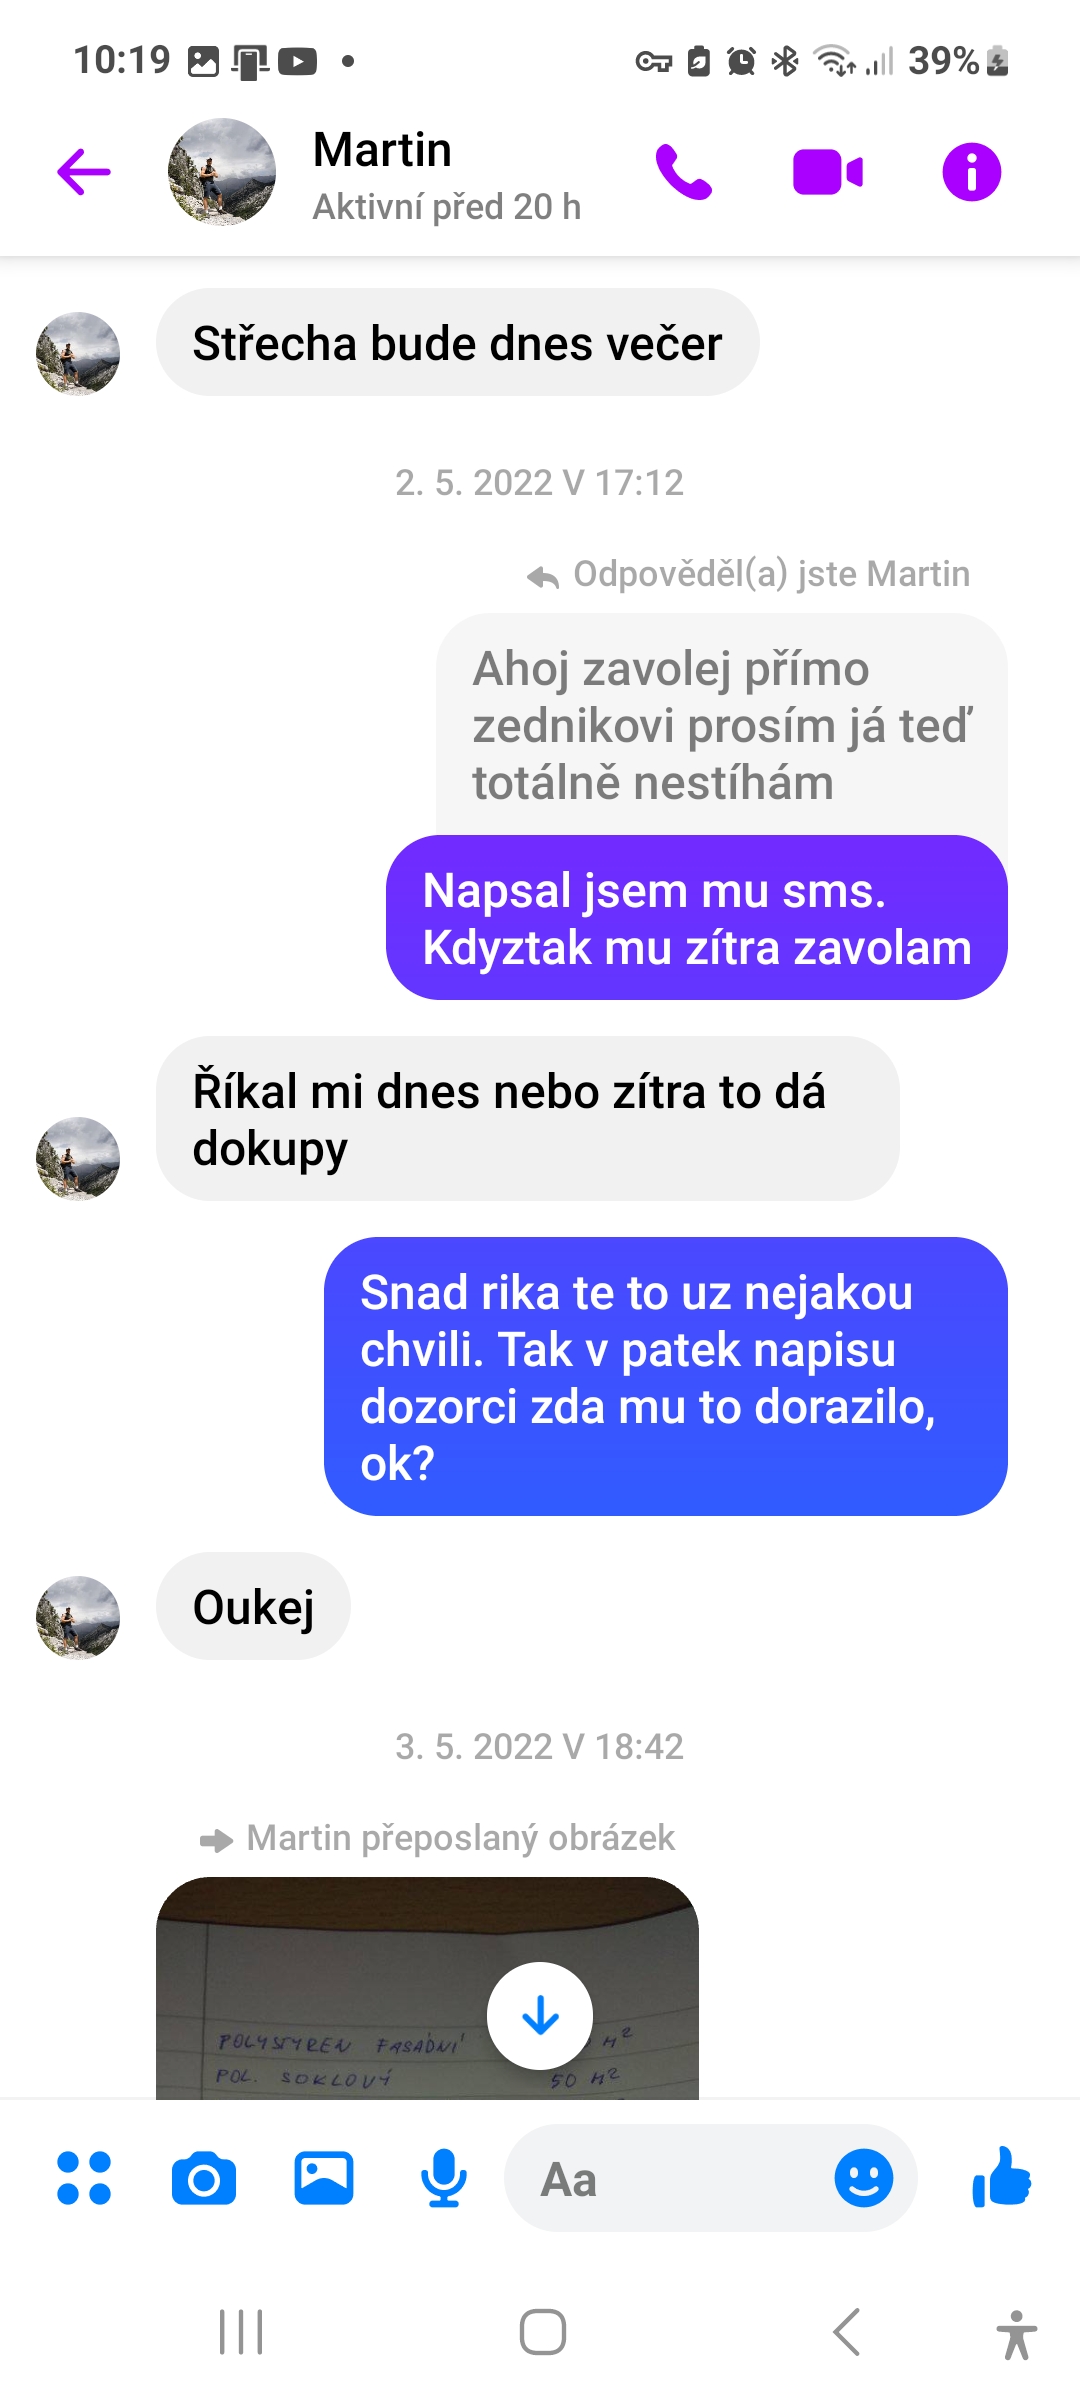 10:19
39%
Martin
Aktivní před 20 h
Střecha bude dnes večer
2. 5. 2022 V 17:12
Odpověděl(a) jste Martin
Ahoj zavolej přímo
zednikovi prosím já teď
totálně nestíhám
Napsal jsem mu sms.
Kdyztak mu zítra zavolam
Říkal mi dnes nebo zítra to dá
dokupy
Snad rika te to uz nejakou
chvili. Tak v patek napisu
dozorci zda mu to dorazilo,
ok?
Oukej
3. 5. 2022 V 18:42
Martin přeposlaný obrázek
POLYSTYREN FASÁDNÍ M²
POL. SOKLOVÝ 50 M²
Aa